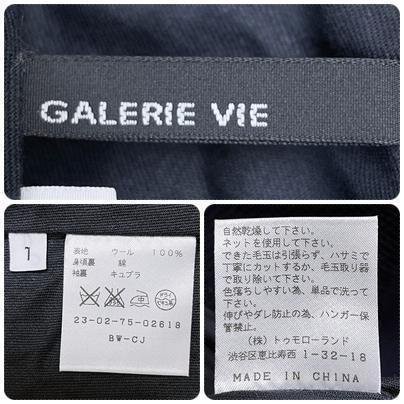 GALERIE VIE
1
表地 ウール 100%
身頃裏 綿
袖裏 キュプラ
中
ドライ
23-02-75-02618
BW-CJ
自然乾燥して下さい。
ネットを使用して下さい。
できた毛玉は引張らず、ハサミで
丁寧にカットするか、毛玉取り器
で取り除いて下さい。
色落ちしやすい為、単品で洗って
下さい。
伸びやダレ防止の為、ハンガー保
管禁止。
(株)トゥモローランド
渋谷区恵比寿西 1-32-18
MADE IN CHINA